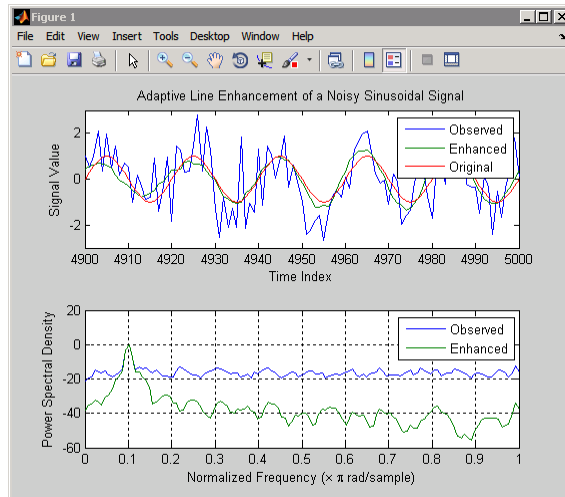 Figure 1
File Edit View Insert Tools Desktop Window Help
Adaptive Line Enhancement of a Noisy Sinusoidal Signal
Signal Value
2
0
-2
Observed
Enhanced
Original
4900 4910 4920 4930 4940 4950 4960 4970 4980 4990 5000
Time Index
Power Spectral Density
20
0
-20
-40
-60
Observed
Enhanced
0 0.1 0.2 0.3 0.4 0.5 0.6 0.7 0.8 0.9 1
Normalized Frequency (× π rad/sample)